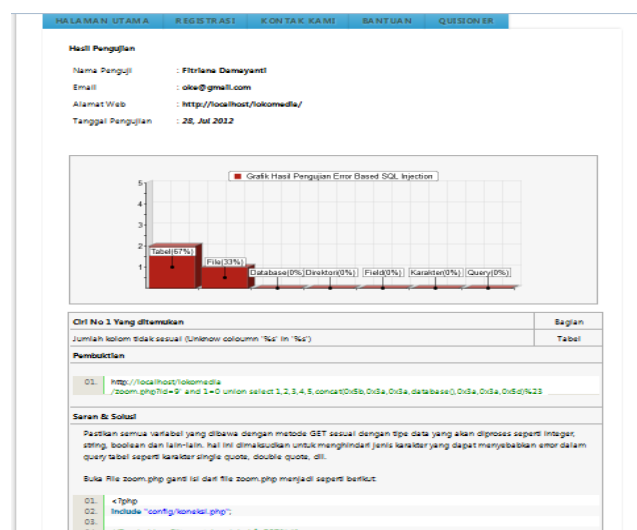 HALAMAN UTAMA REGISTRASI KONTAK KAMI BANTUAN QUISIONER
Hasil Pengujian
Nama Penguji : Fitriana Damayanti
Email : oke@gmail.com
Alamat Web : http://localhost/lokomedia/
Tanggal Pengujian : 28, Jul 2012
Grafik Hasil Pengujian Error Based SQL Injection
5
4
3
2
1
Tabel(67%)
File(33%)
Database(0%) Direktori(0%) Field(0%) Karakter(0%) Query(0%)
Ciri No 1 Yang ditemukan Bagian
Jumlah kolom tidak sesuai (Unknow coloumn '%s' in '%s') Tabel
Pembuktian
01. http://localhost/lokomedia
/zoom.php?id=9' and 1=0 union select 1,2,3,4,5,concat(0x5b,0x3a,0x3a,database(),0x3a,0x3a,0x5d)%23
Saran & Solusi
Pastikan semua variabel yang dibawa dengan metode GET sesuai dengan tipe data yang akan diproses seperti integer,
string, boolean dan lain-lain. hal ini dimaksudkan untuk menghindari jenis karakter yang dapat menyebabkan error dalam
query tabel seperti karakter single quote, double quote, dll.
Buka File zoom.php ganti isi dari file zoom.php menjadi seperti berikut
01. <?php
02. include "config/koneksi.php";
03.